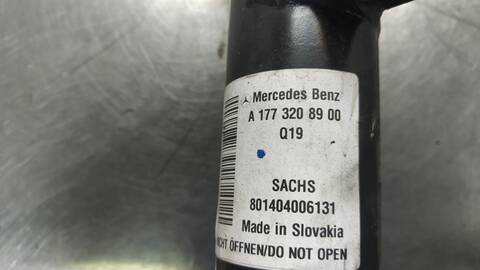 Mercedes Benz
A 177 320 89 00
Q19
SACHS
801404006131
Made in Slovakia
NICHT ÖFFNEN/DO NOT OPEN